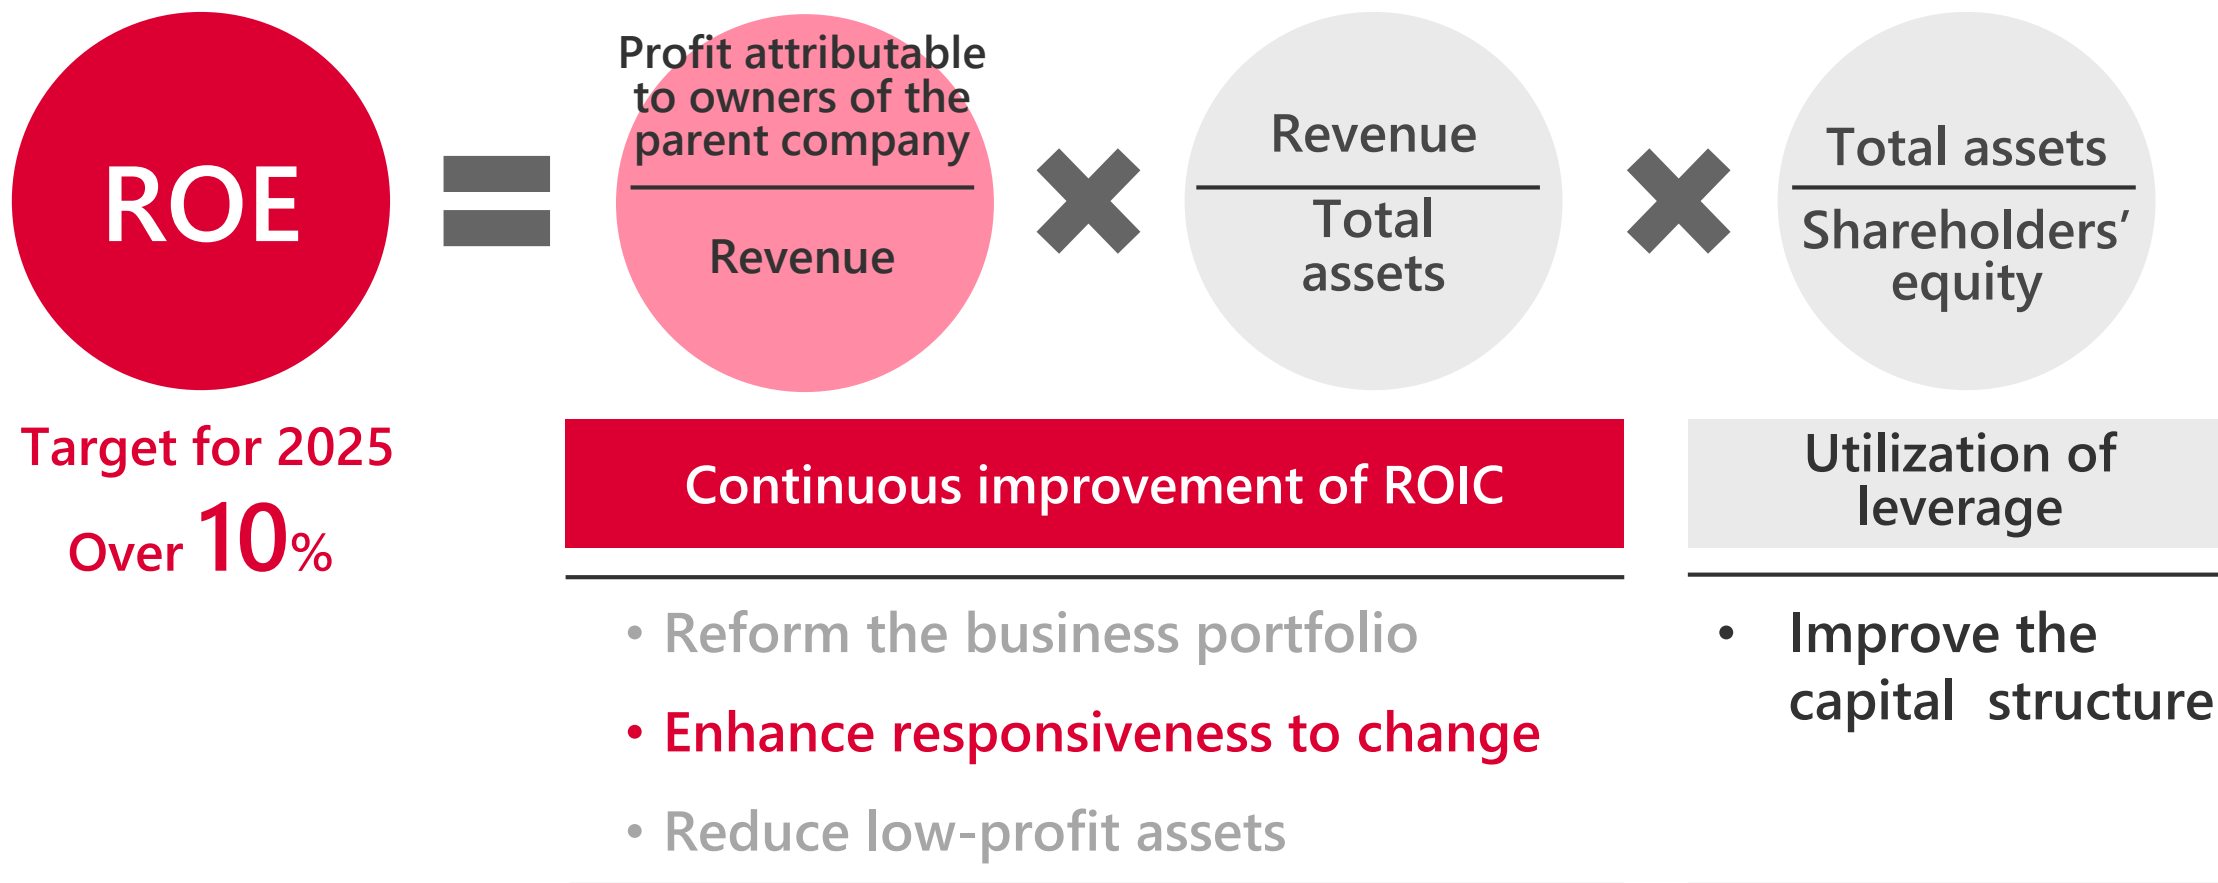 ROE
=
Profit attributable
to owners of the
parent company
Revenue
×
Revenue
Total
assets
×
Total assets
Shareholders’
equity
Target for 2025
Over 10%
Continuous improvement of ROIC
• Reform the business portfolio
• Enhance responsiveness to change
• Reduce low-profit assets
Utilization of
leverage
• Improve the
capital structure